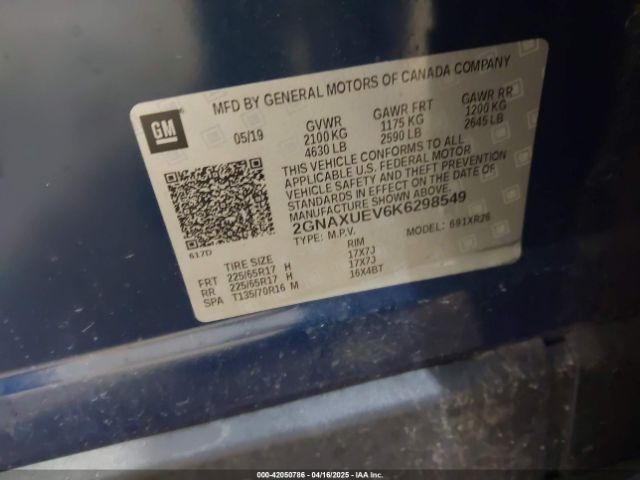 MFD BY GENERAL MOTORS OF CANADA COMPANY
GM
05/19
GVWR
2100 KG
4630 LB
GAWR FRT
1175 KG
2590 LB
GAWR RR
1200 KG
2645 LB
THIS VEHICLE CONFORMS TO ALL
APPLICABLE U.S. FEDERAL MOTOR
VEHICLE SAFETY AND THEFT PREVENTION
STANDARDS IN EFFECT ON THE DATE OF
MANUFACTURE SHOWN ABOVE.
2GNAXUEV6K6298549
TYPE: M.P.V.
MODEL: 691XR26
617D
TIRE SIZE RIM
FRT 225/65R17 H 17X7J
RR 225/65R17 H 17X7J
SPA T135/70R16 M 16X4BT
000-42050786 - 04/16/2025 - IAA Inc.